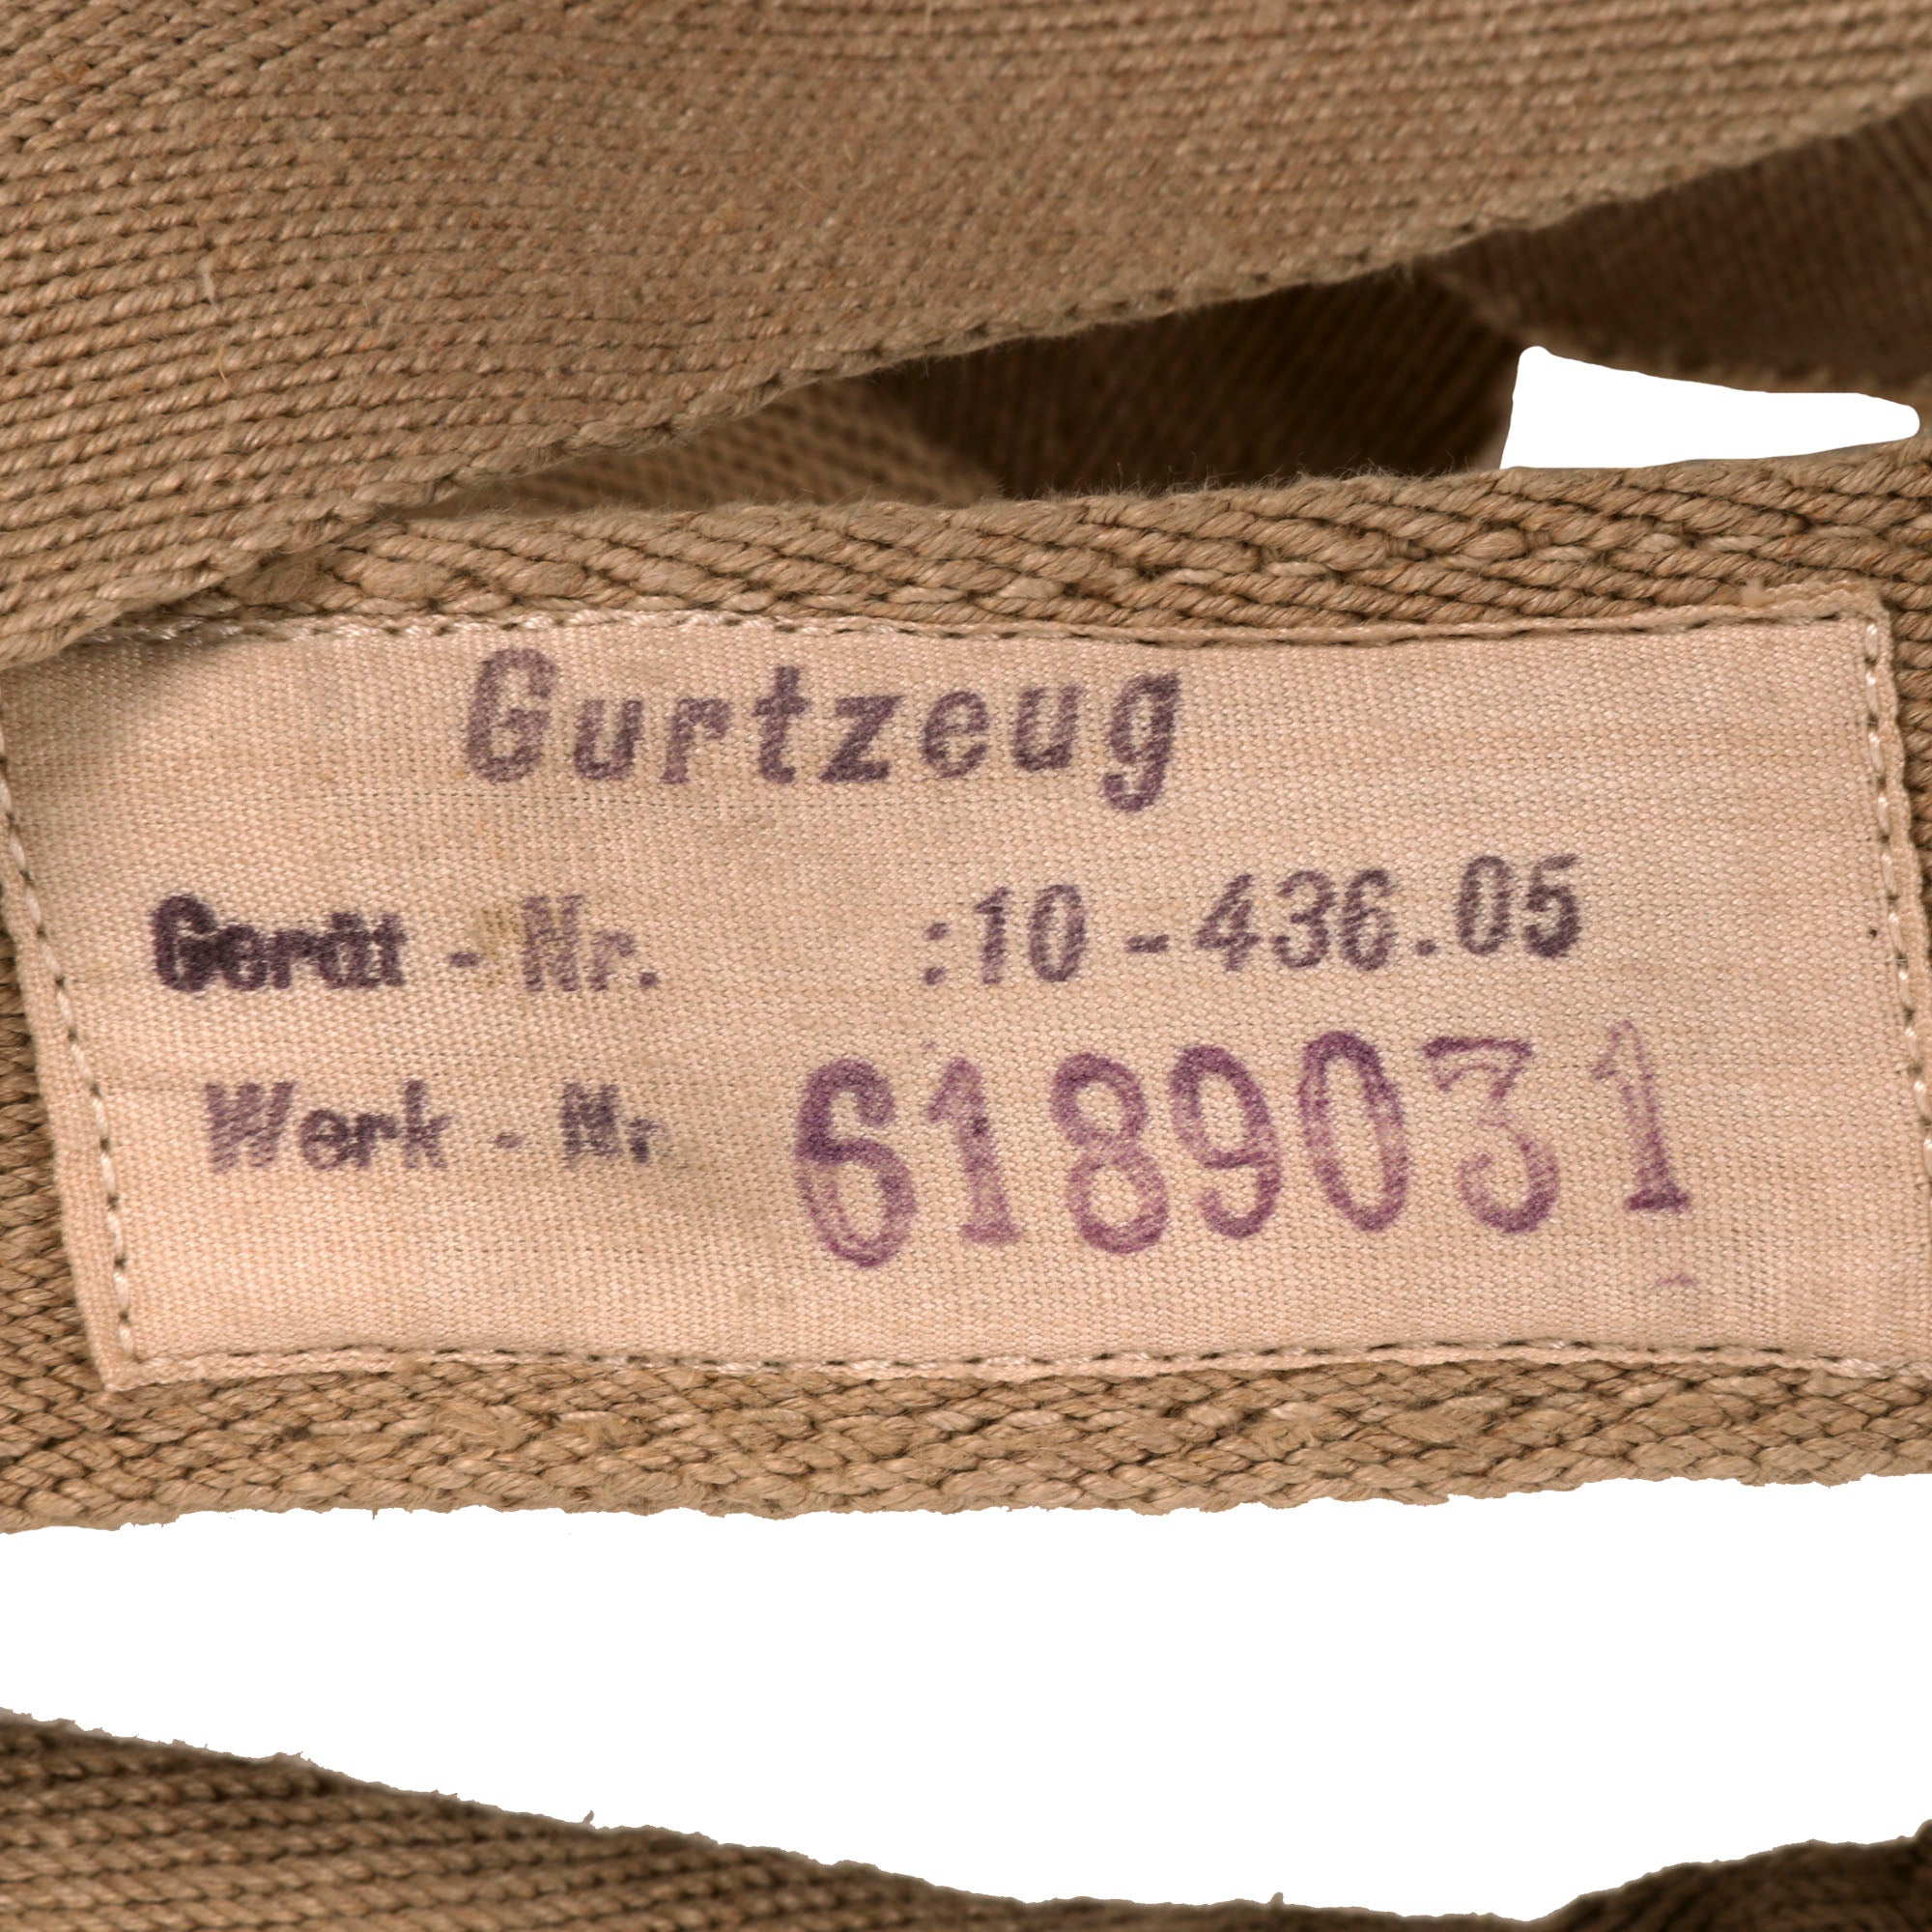 Gurtzeug
Gerät - Nr. :10-436.05
Werk - Nr. 6189031